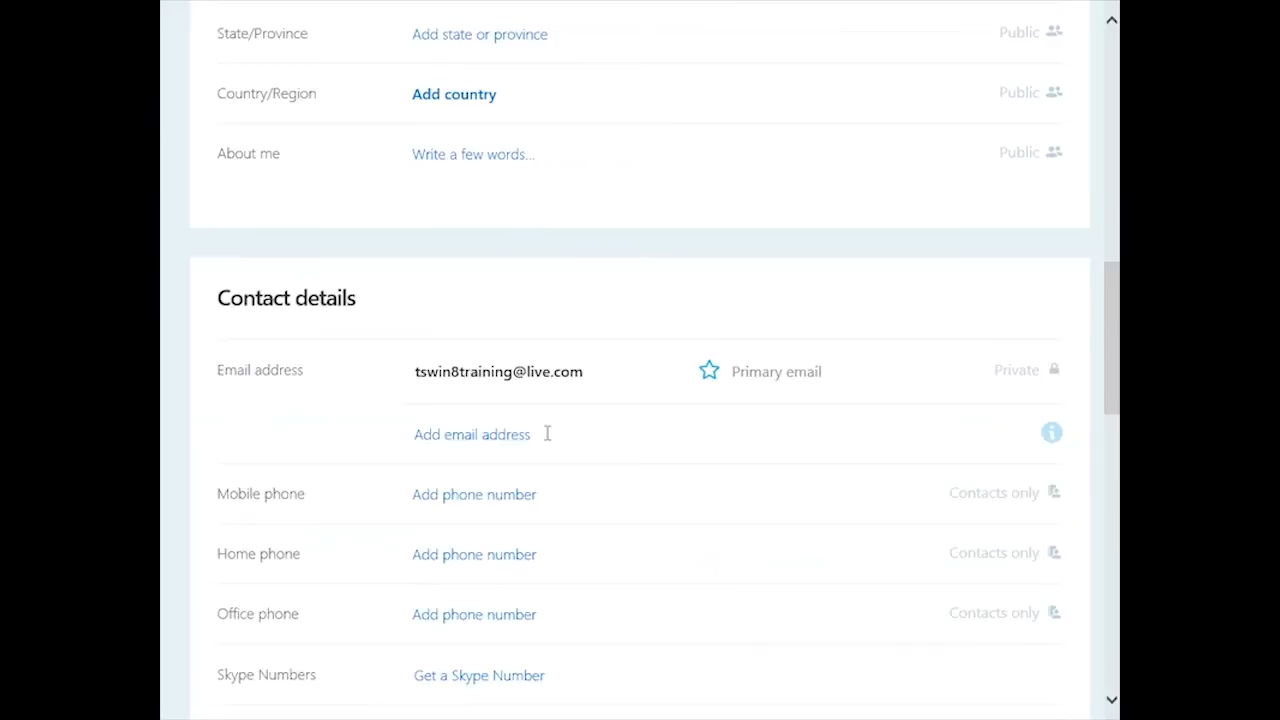 State/Province Add state or province Public
Country/Region Add country Public
About me Write a few words... Public
Contact details
Email address tswin8training@live.com Primary email Private
Add email address
Mobile phone Add phone number Contacts only
Home phone Add phone number Contacts only
Office phone Add phone number Contacts only
Skype Numbers Get a Skype Number